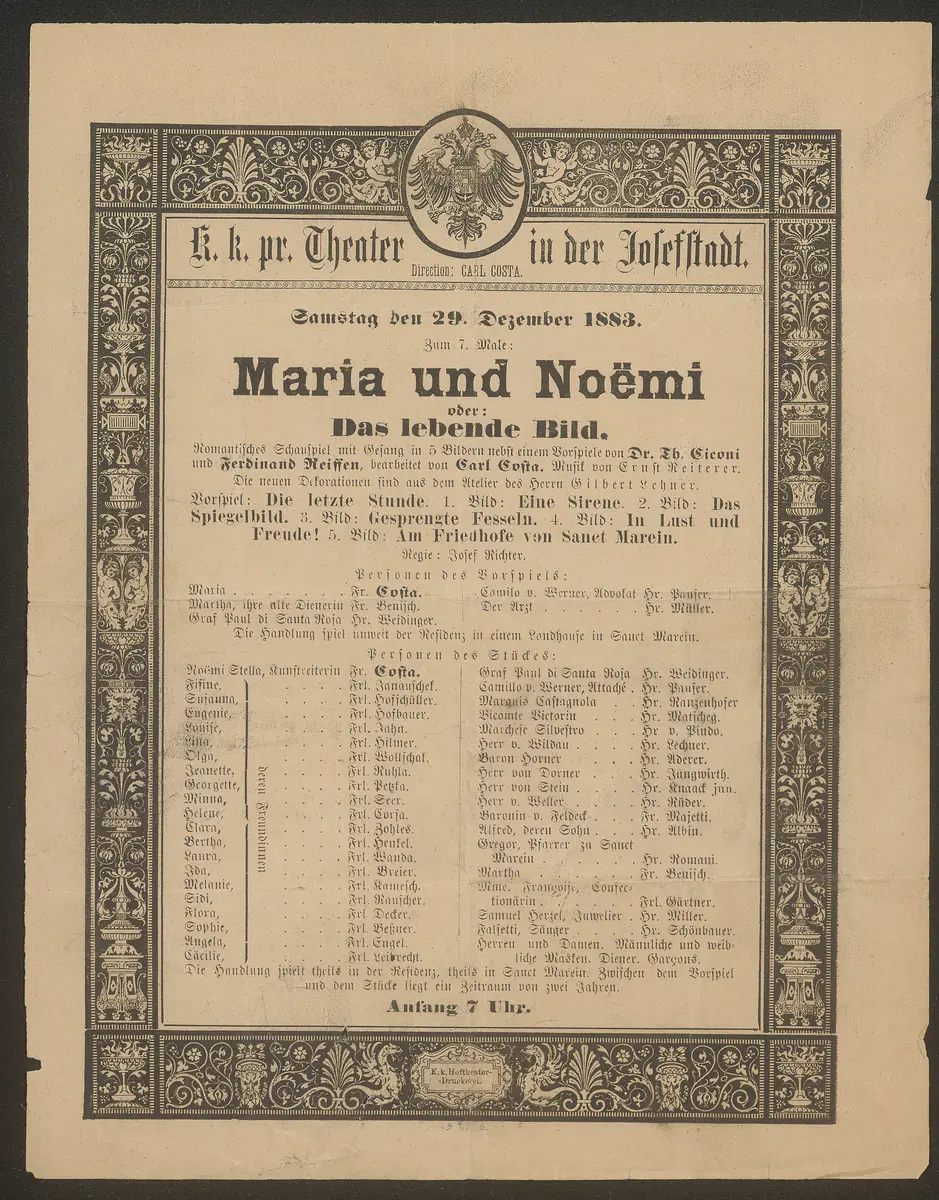 K. k. pr. Theater in der Josefstadt.
Direction: CARL COSTA.
Samstag den 29. Dezember 1883.
Zum 7. Male:
Maria und Noëmi
oder:
Das lebende Bild.
Romantisches Schauspiel mit Gesang in 5 Bildern nebst einem Vorspiele von Dr. Th. Ciconi
und Ferdinand Reiffen, bearbeitet von Carl Costa. Musik von Ernst Reiterer.
Die neuen Dekorationen sind aus dem Atelier des Herrn Gilbert Lehner.
Vorspiel: Die letzte Stunde. 1. Bild: Eine Sirene. 2. Bild: Das
Spiegelbild. 3. Bild: Gesprengte Fesseln. 4. Bild: In Lust und
Freude! 5. Bild: Am Friedhofe von Sanct Marein.
Regie: Josef Richter.
Personen des Vorspiels:
Maria . . . . . . . Fr. Costa.
Martha, ihre alte Dienerin Fr. Benisch.
Graf Paul di Santa Rosa Hr. Weidinger.
Camilo v. Werner, Advokat Hr. Pauser.
Der Arzt . . . . . . Hr. Müller.
Die Handlung spiel unweit der Residenz in einem Landhause in Sanct Marein.
Personen des Stückes:
Noëmi Stella, Kunstreiterin Fr. Costa.
Fifine, . . . . Frl. Janauschek.
Susanna, . . . . Frl. Hofschüller.
Eugenie, . . . . Frl. Hofbauer.
Louise, . . . . Frl. Jahn.
Lilla, . . . . Frl. Hilmer.
Olga, . . . . Frl. Wollschat.
Jeanette, . . . . Frl. Ruhla.
Georgette, . . . . Frl. Petzka.
Minna, . . . . Frl. Seer.
Helene, . . . . Frl. Corsa.
Clara, . . . . Frl. Zohles.
Bertha, . . . . Frl. Henkel.
Laura, . . . . Frl. Wanda.
Ida, . . . . Frl. Breier.
Melanie, . . . . Frl. Kamesch.
Sidi, . . . . Frl. Rauscher.
Flora, . . . . Frl Decker.
Sophie, . . . . Frl. Beßner.
Angela, . . . . Frl. Engel.
Cäcilie, . . . . Frl. Leibrecht.
deren Freundinnen
Graf Paul di Santa Rosa Hr. Weidinger.
Camillo v. Werner, Attaché . Hr. Pauser.
Marquis Castagnola . . Hr. Ranzenhofer
Vicomte Victorin . . . Hr. Matscheg.
Marchese Silvestro . . . Hr v. Pindo.
Herr v. Wildau . . . . Hr. Lechner.
Baron Horner . . . Hr. Aderer.
Herr von Dorner . . . Hr. Jungwirth.
Herr von Stein . . . . Hr. Knaack jun.
Herr v. Welter . . . . Hr. Rüder.
Baronin v. Feldeck . . . Fr. Majetti.
Alfred, deren Sohn . . . Hr. Albin.
Gregor, Pfarrer zu Sanct
Marein . . . . . . Hr. Romani.
Martha . . . . . . Fr. Benisch.
Mme. Françoise, Confec-
tionärin . . . . . . Frl. Gärtner.
Samuel Herzel, Juwelier . Hr. Miller.
Falsetti, Sänger . . . . Hr. Schönbauer.
Herren und Damen. Männliche und weib-
liche Masken. Diener. Garçons.
Die Handlung spielt theils in der Residenz, theils in Sanct Marein. Zwischen dem Vorspiel
und dem Stücke liegt ein Zeitraum von zwei Jahren.
Anfang 7 Uhr.
K. k. Hoftheater-
Druckerei.